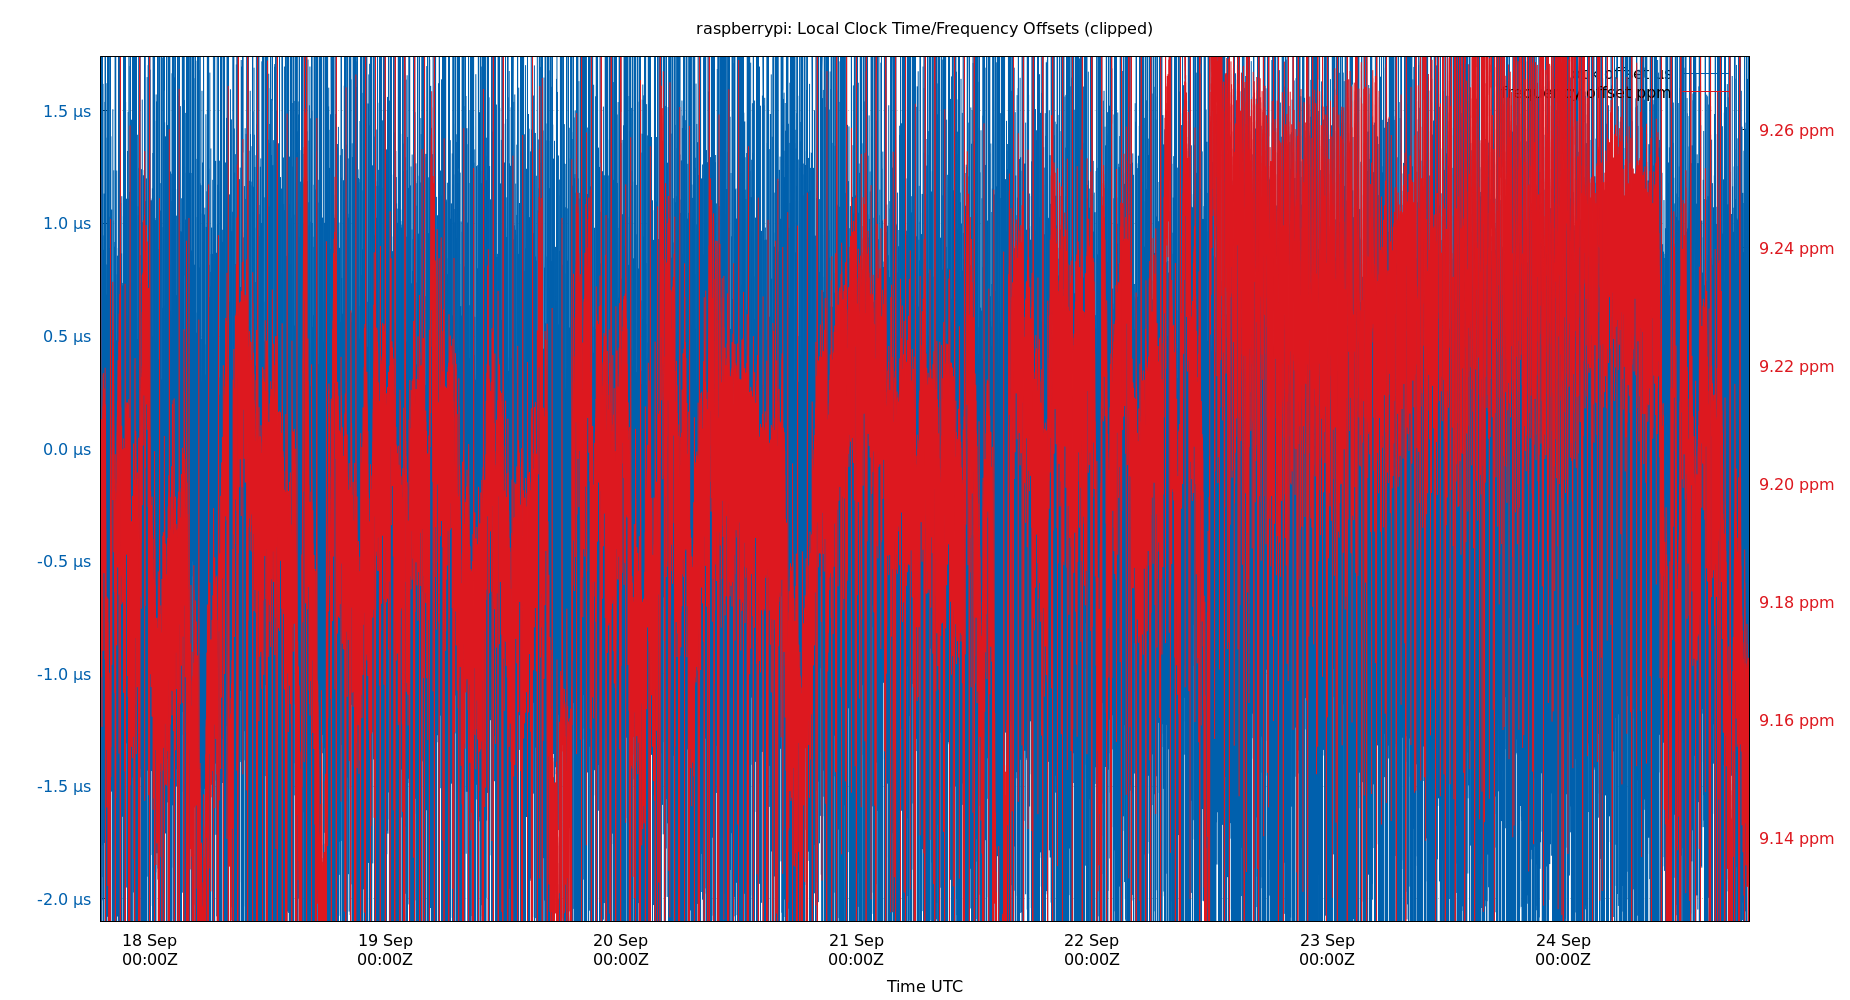 raspberrypi: Local Clock Time/Frequency Offsets (clipped)
offset
frequency offset ppm
1.5 µs
1.0 µs
0.5 µs
0.0 µs
-0.5 µs
-1.0 µs
-1.5 µs
-2.0 µs
9.26 ppm
9.24 ppm
9.22 ppm
9.20 ppm
9.18 ppm
9.16 ppm
9.14 ppm
18 Sep 19 Sep 20 Sep 21 Sep 22 Sep 23 Sep 24 Sep
00:00Z 00:00Z 00:00Z 00:00Z 00:00Z 00:00Z 00:00Z
Time UTC